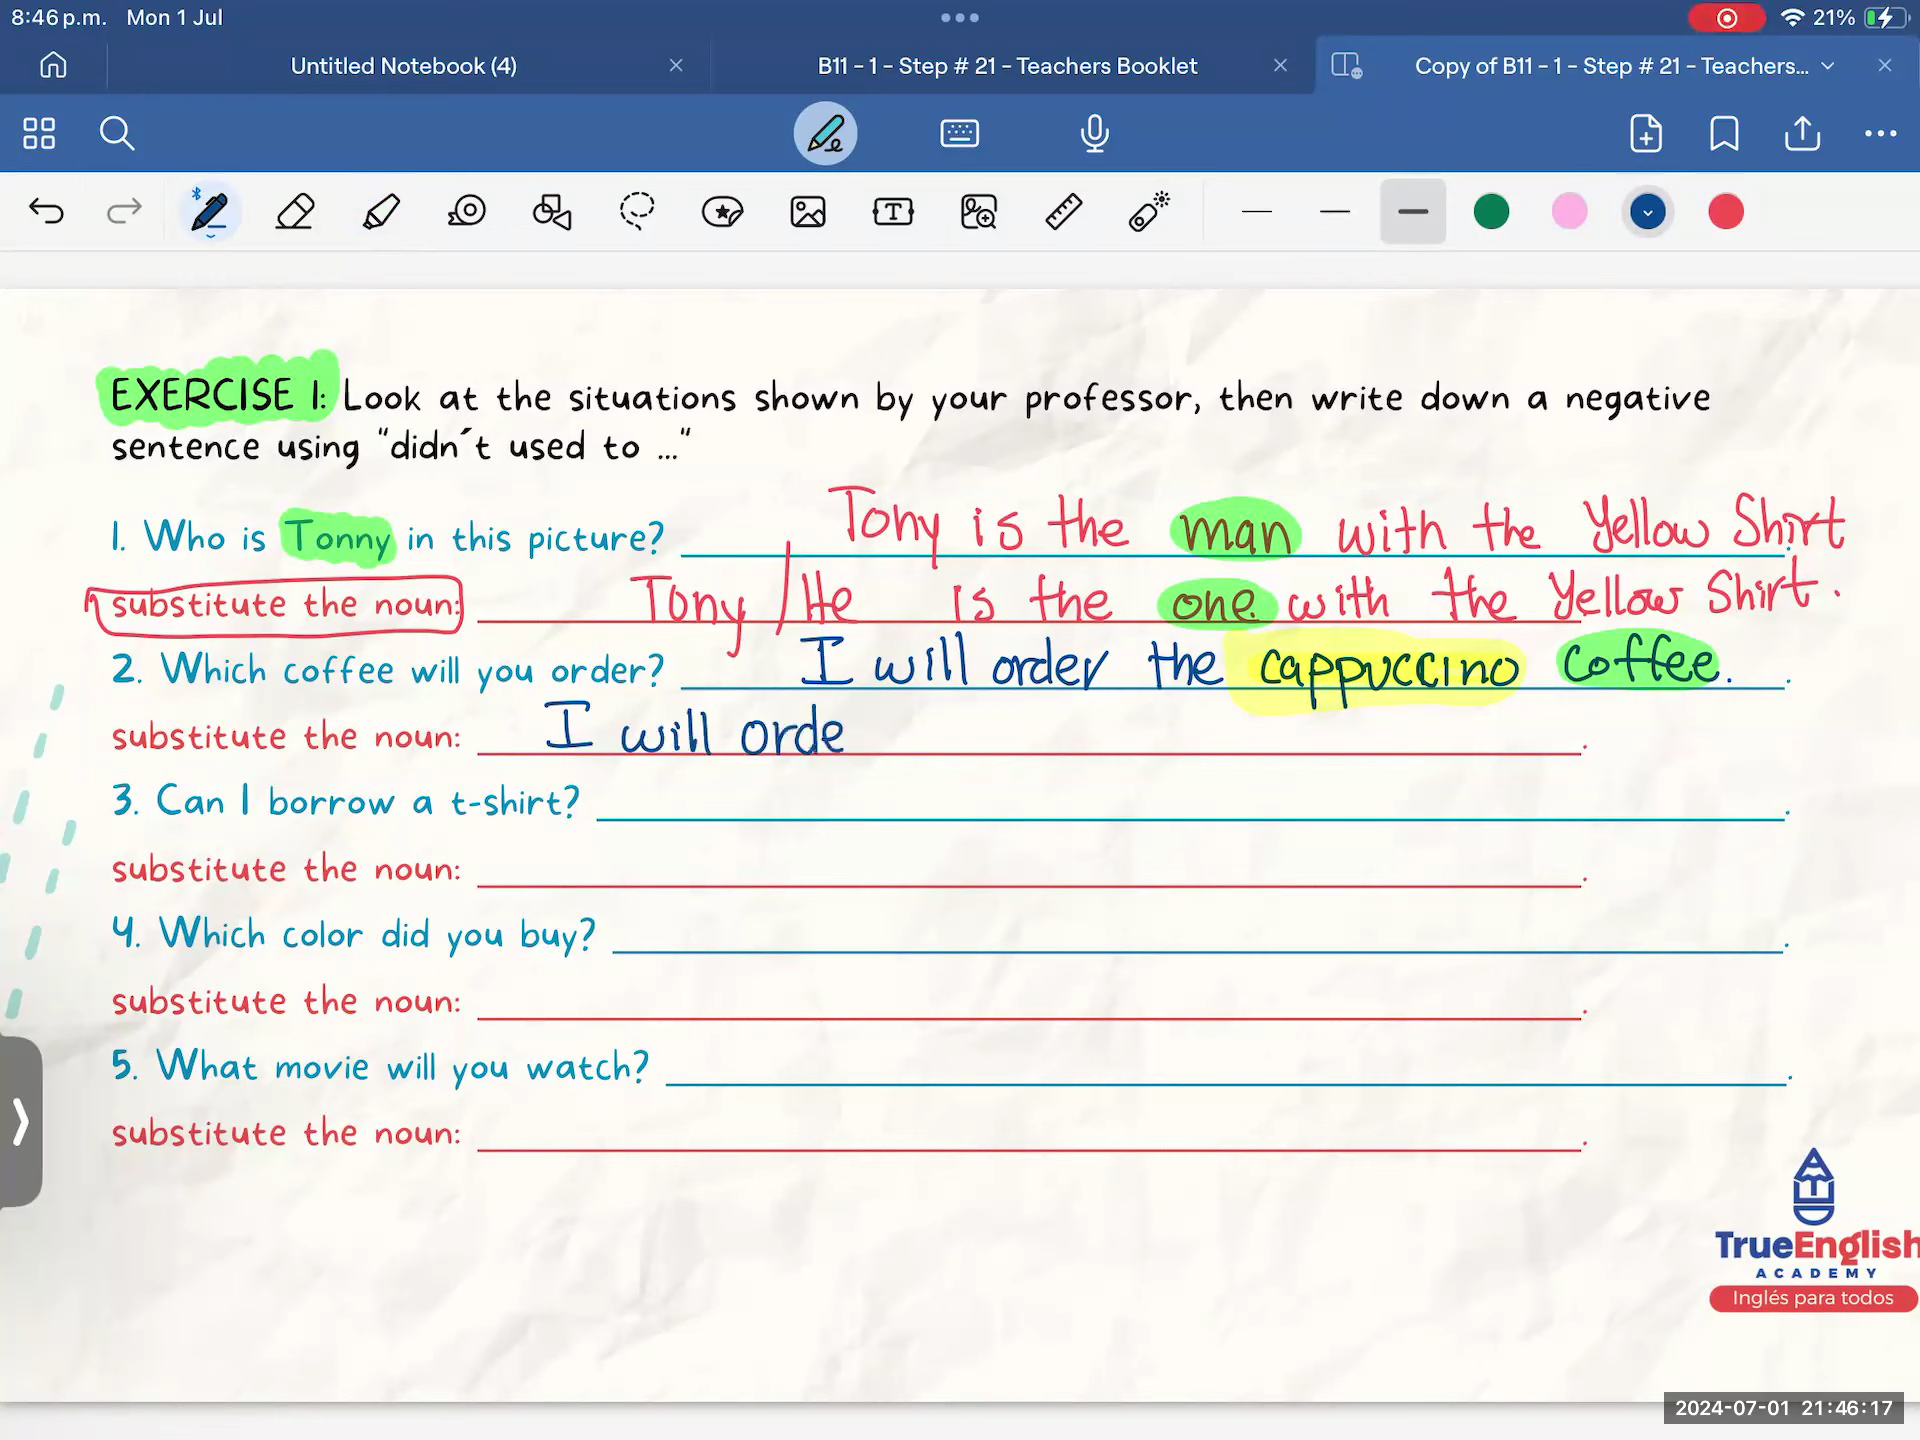 8:46 p.m. Mon 1 Jul 21%
Untitled Notebook (4) B11 - 1 - Step # 21 - Teachers Booklet Copy of B11 - 1 - Step # 21 - Teachers...
EXERCISE 1: Look at the situations shown by your professor, then write down a negative
sentence using "didn´t used to ..."
1. Who is Tonny in this picture? Tony is the man with the Yellow Shirt.
substitute the noun: Tony / He is the one with the Yellow Shirt.
2. Which coffee will you order? I will order the cappuccino coffee.
substitute the noun: I will orde .
3. Can I borrow a t-shirt? .
substitute the noun: .
4. Which color did you buy? .
substitute the noun: .
5. What movie will you watch? .
substitute the noun: .
TrueEnglish
ACADEMY
Inglés para todos
2024-07-01 21:46:17